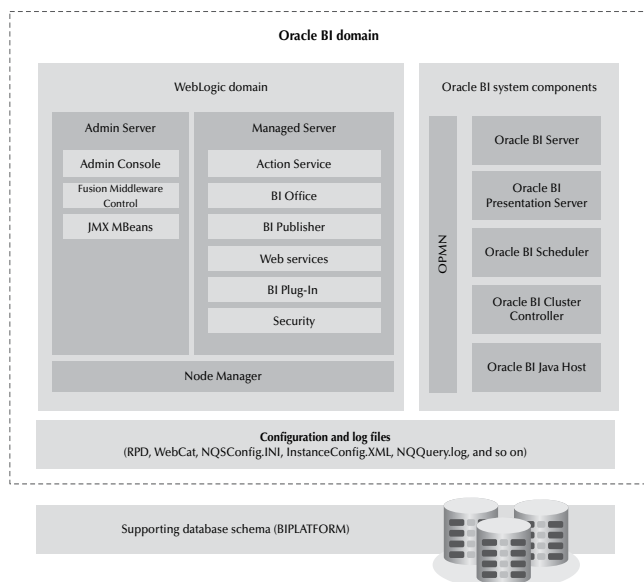 Oracle BI domain
WebLogic domain
Admin Server
Admin Console
Fusion Middleware
Control
JMX MBeans
Managed Server
Action Service
BI Office
BI Publisher
Web services
BI Plug-In
Security
Node Manager
Oracle BI system components
OPMN
Oracle BI Server
Oracle BI
Presentation Server
Oracle BI Scheduler
Oracle BI Cluster
Controller
Oracle BI Java Host
Configuration and log files
(RPD, WebCat, NQSConfig.INI, InstanceConfig.XML, NQQuery.log, and so on)
Supporting database schema (BIPLATFORM)